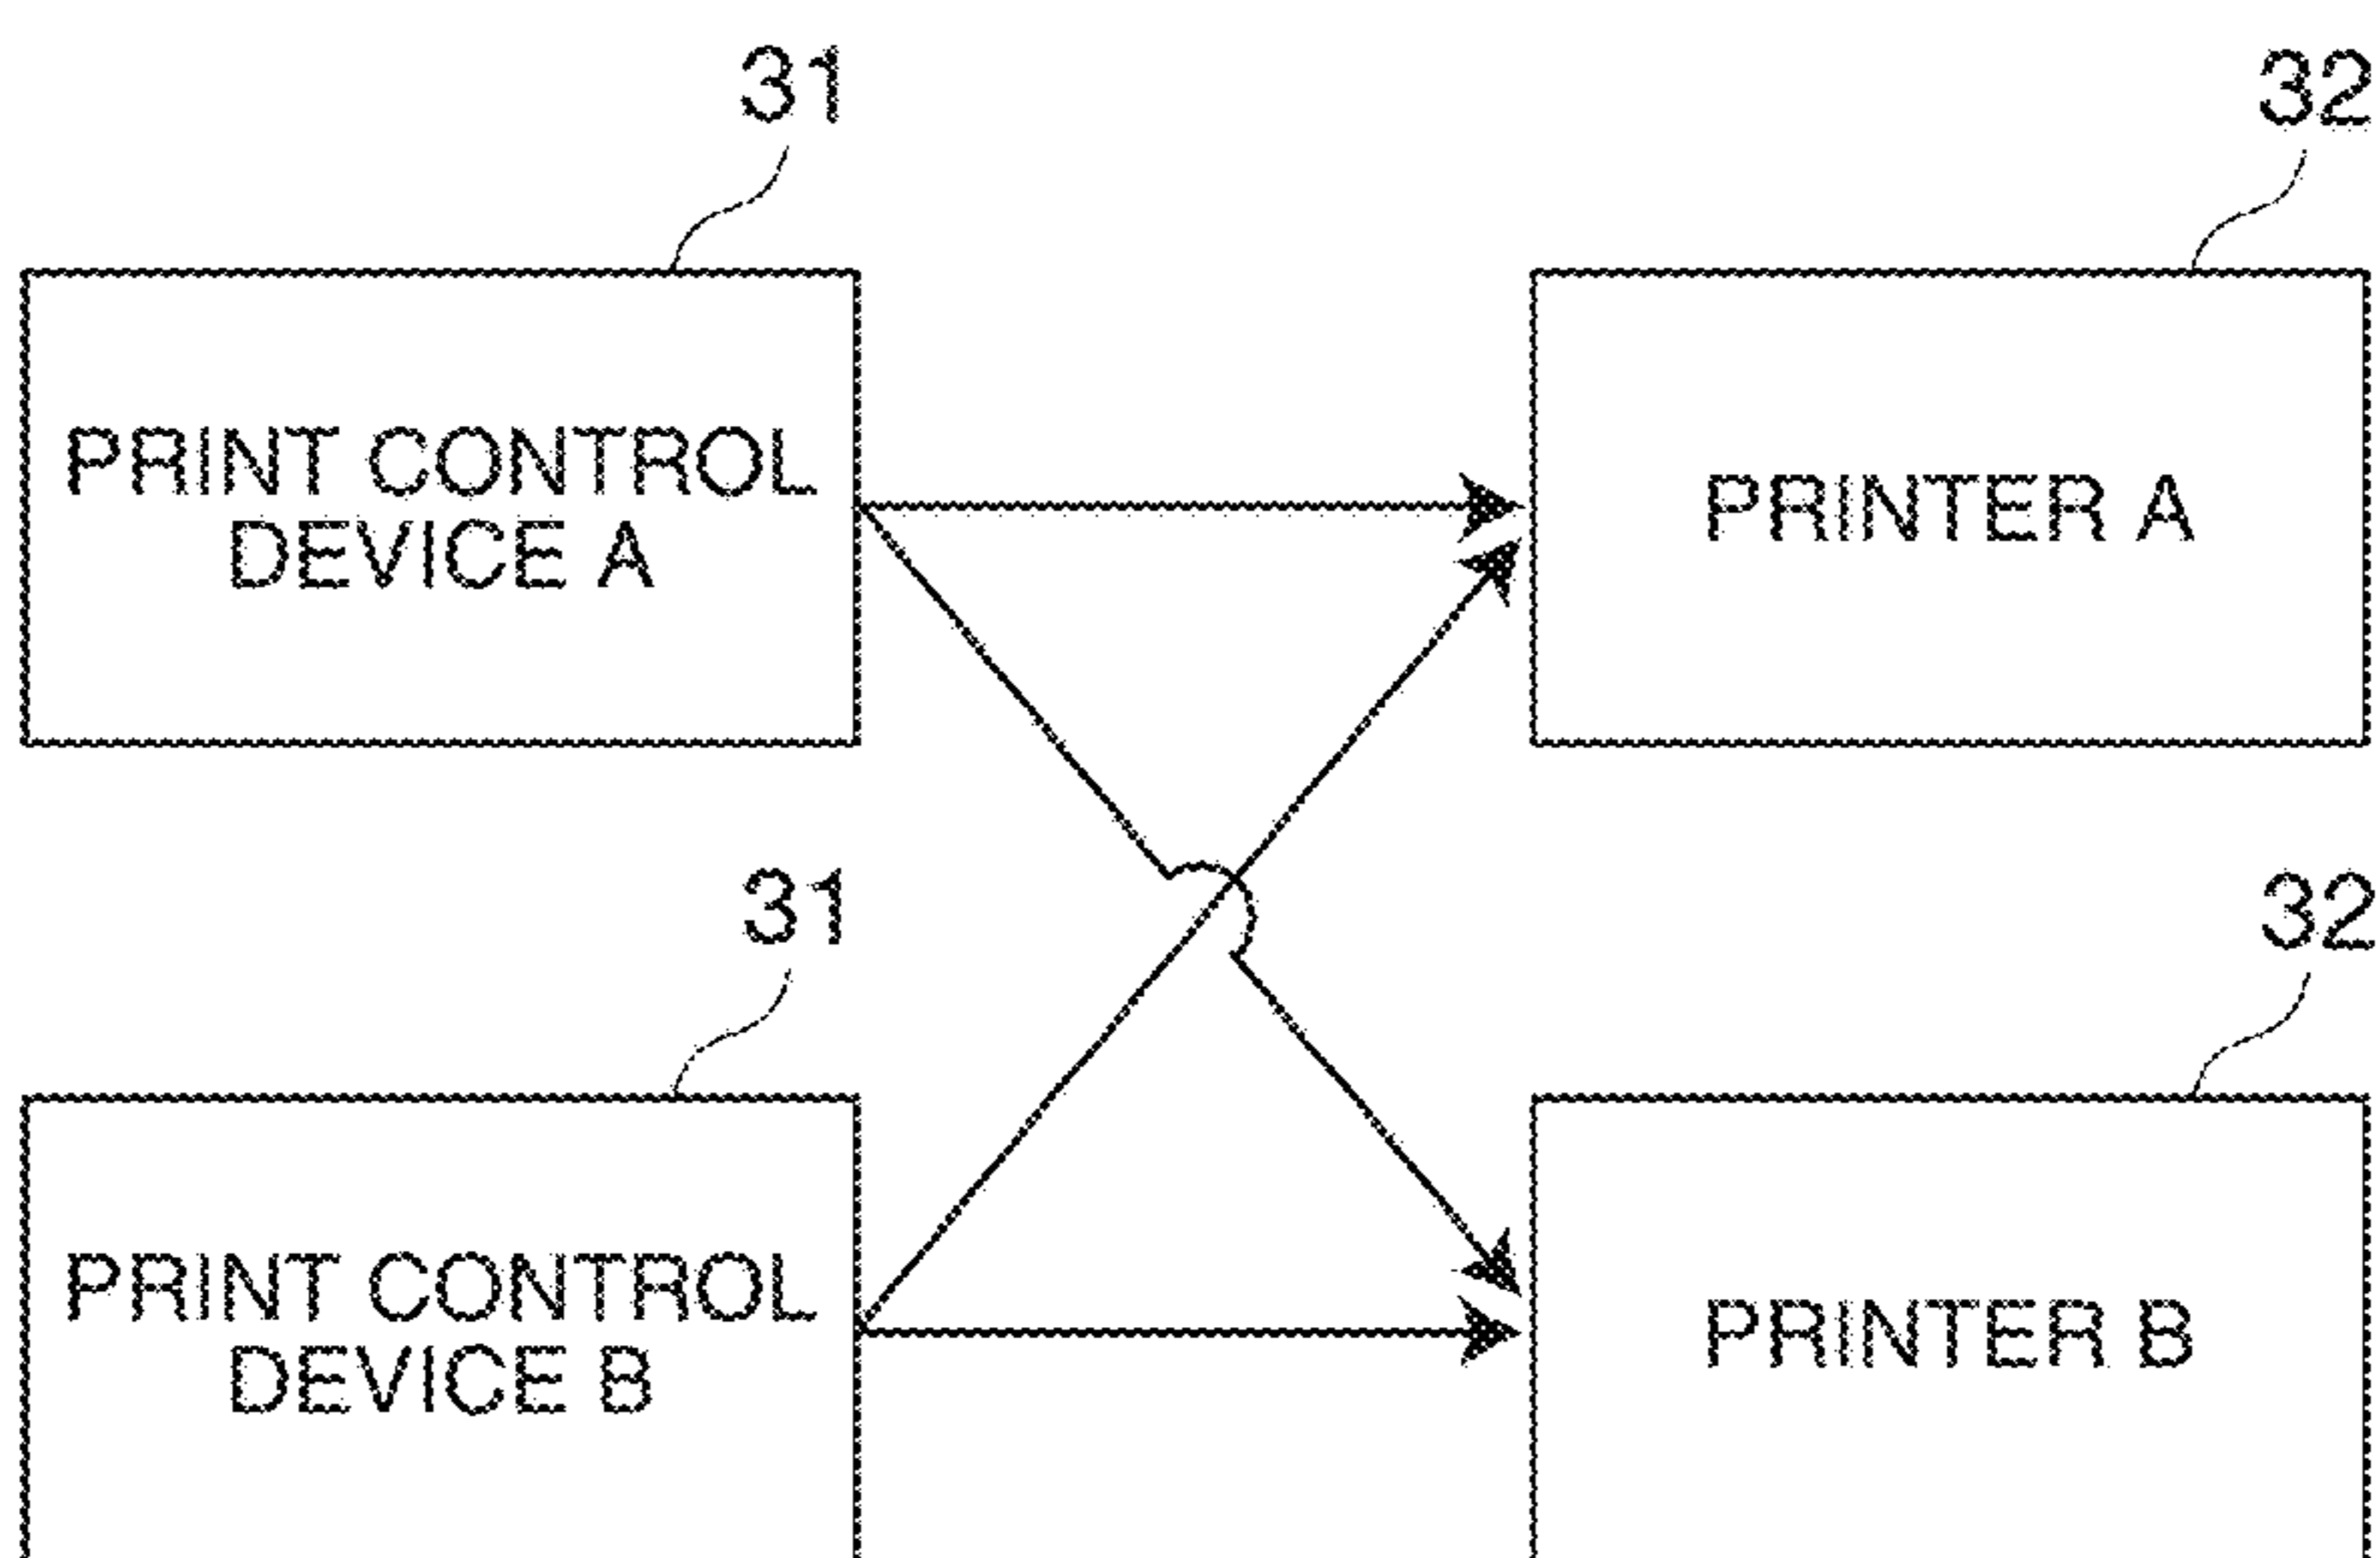 31
32
PRINT CONTROL
DEVICE A
PRINTER A
31
32
PRINT CONTROL
DEVICE B
PRINTER B